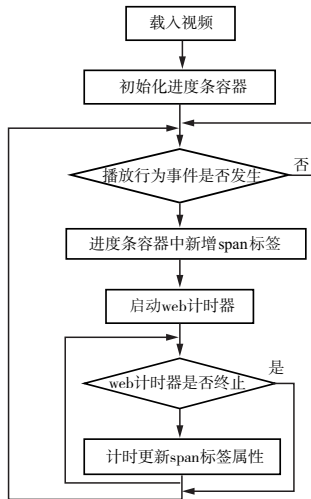 载入视频
初始化进度条容器
播放行为事件是否发生
否
进度条容器中新增span标签
启动web计时器
是
web计时器是否终止
计时更新span标签属性